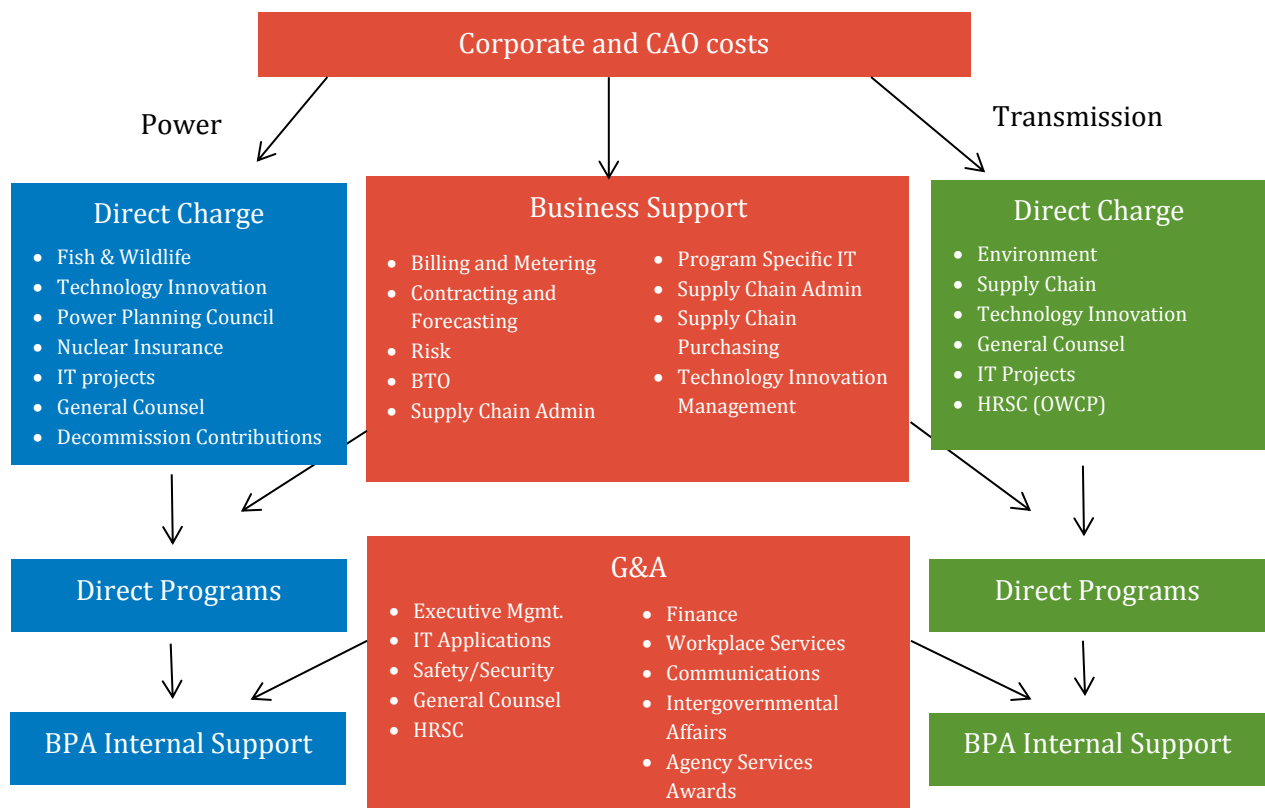 Corporate and CAO costs
Power
Transmission
Direct Charge
• Fish & Wildlife
• Technology Innovation
• Power Planning Council
• Nuclear Insurance
• IT projects
• General Counsel
• Decommission Contributions
Business Support
• Billing and Metering
• Contracting and
Forecasting
• Risk
• BTO
• Supply Chain Admin
• Program Specific IT
• Supply Chain Admin
• Supply Chain
Purchasing
• Technology Innovation
Management
Direct Charge
• Environment
• Supply Chain
• Technology Innovation
• General Counsel
• IT Projects
• HRSC (OWCP)
Direct Programs
G&A
• Executive Mgmt.
• IT Applications
• Safety/Security
• General Counsel
• HRSC
• Finance
• Workplace Services
• Communications
• Intergovernmental
Affairs
• Agency Services
Awards
Direct Programs
BPA Internal Support
BPA Internal Support